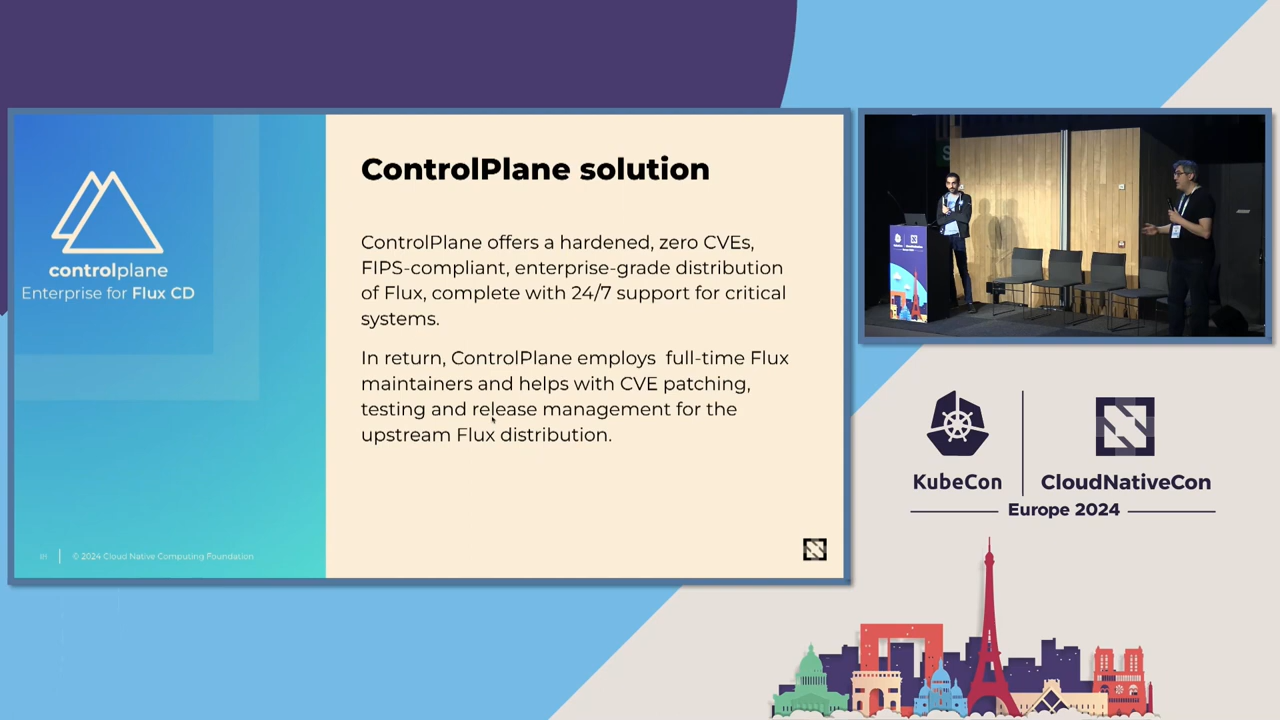 ControlPlane solution
ControlPlane offers a hardened, zero CVEs,
FIPS-compliant, enterprise-grade distribution
of Flux, complete with 24/7 support for critical
systems.
In return, ControlPlane employs full-time Flux
maintainers and helps with CVE patching,
testing and release management for the
upstream Flux distribution.
controlplane
Enterprise for Flux CD
© 2024 Cloud Native Computing Foundation
KubeCon
CloudNativeCon
Europe 2024